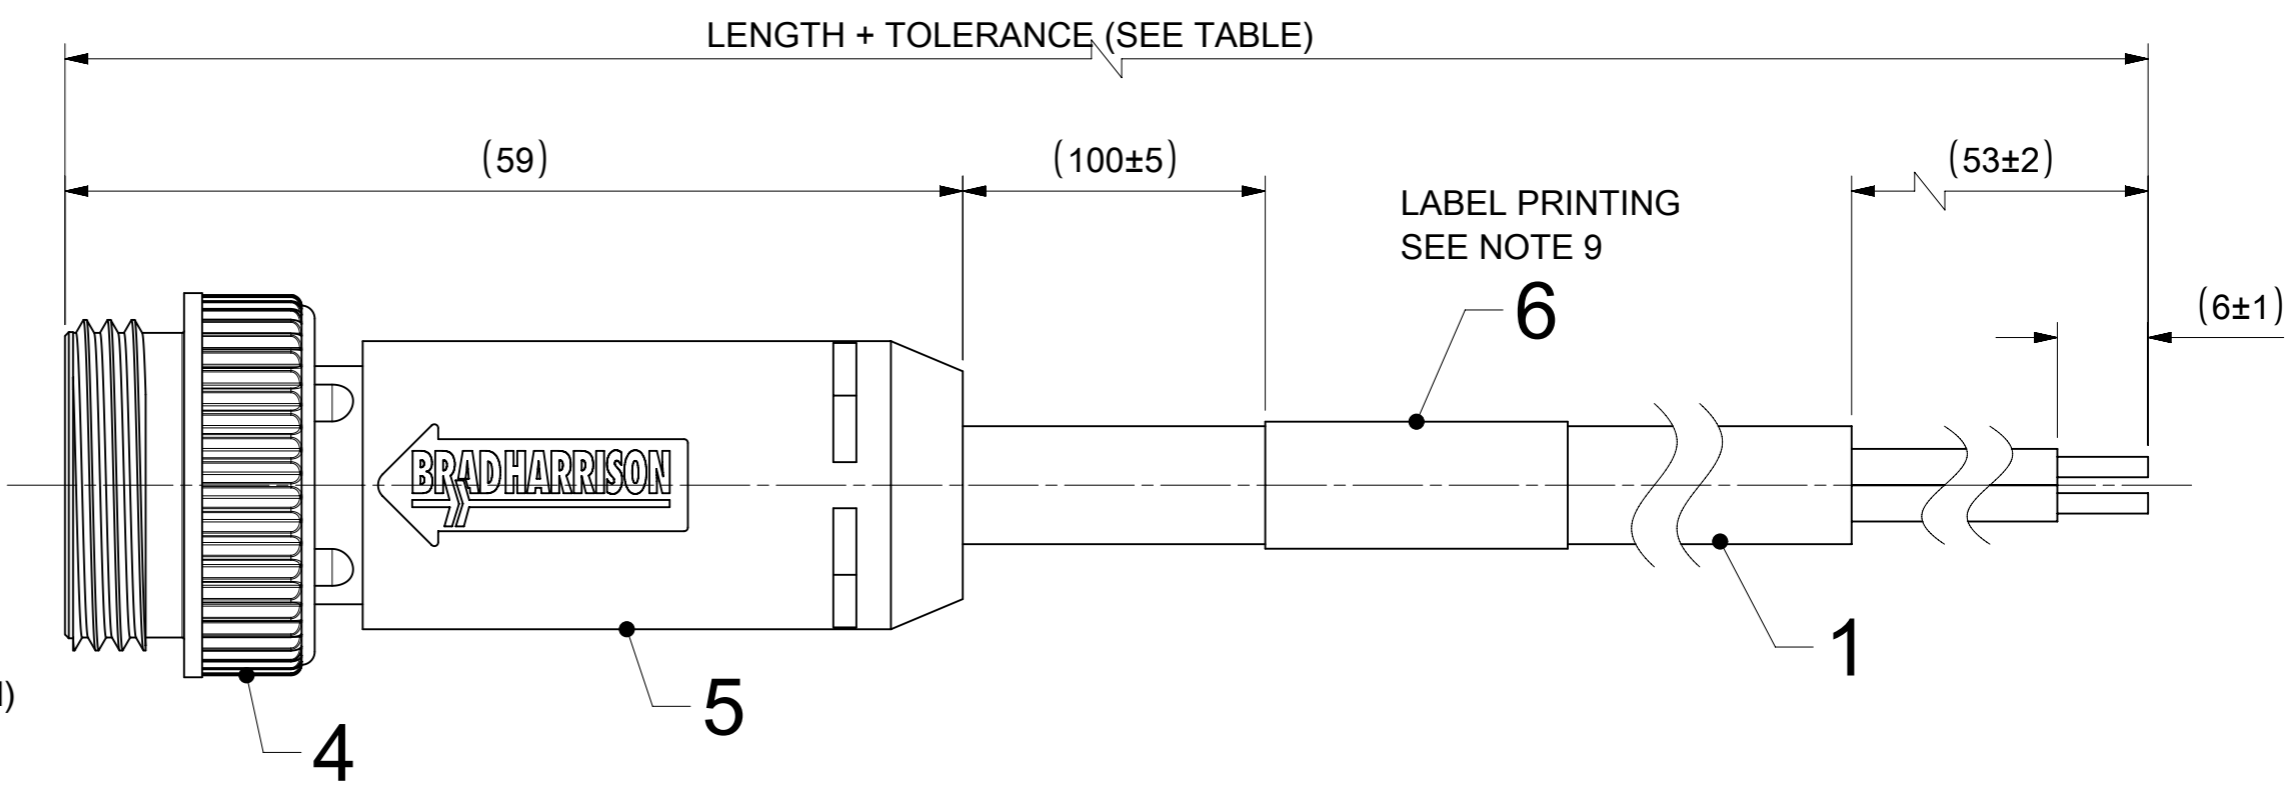 LENGTH + TOLERANCE (SEE TABLE)
(59)
(100±5)
(53±2)
LABEL PRINTING
SEE NOTE 9
(6±1)
6
BRADHARRISON
1
5
4